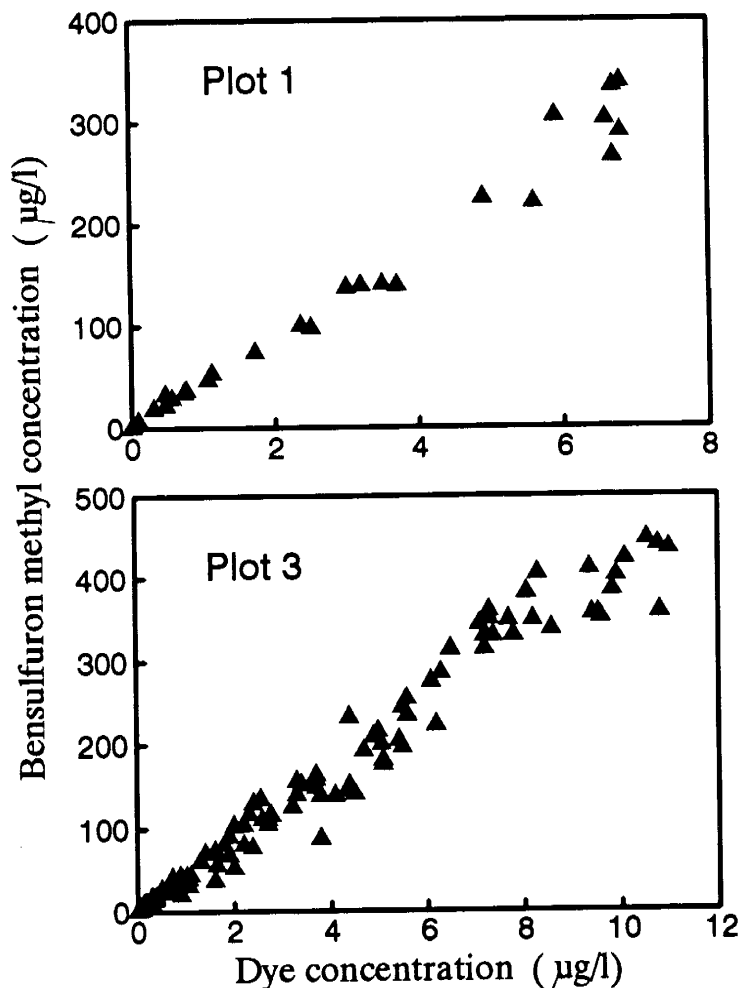 Bensulfuron methyl concentration ( µg/l)
400
300
200
100
0
Plot 1
0 2 4 6 8
500
400
300
200
100
0
Plot 3
0 2 4 6 8 10 12
Dye concentration ( µg/l)